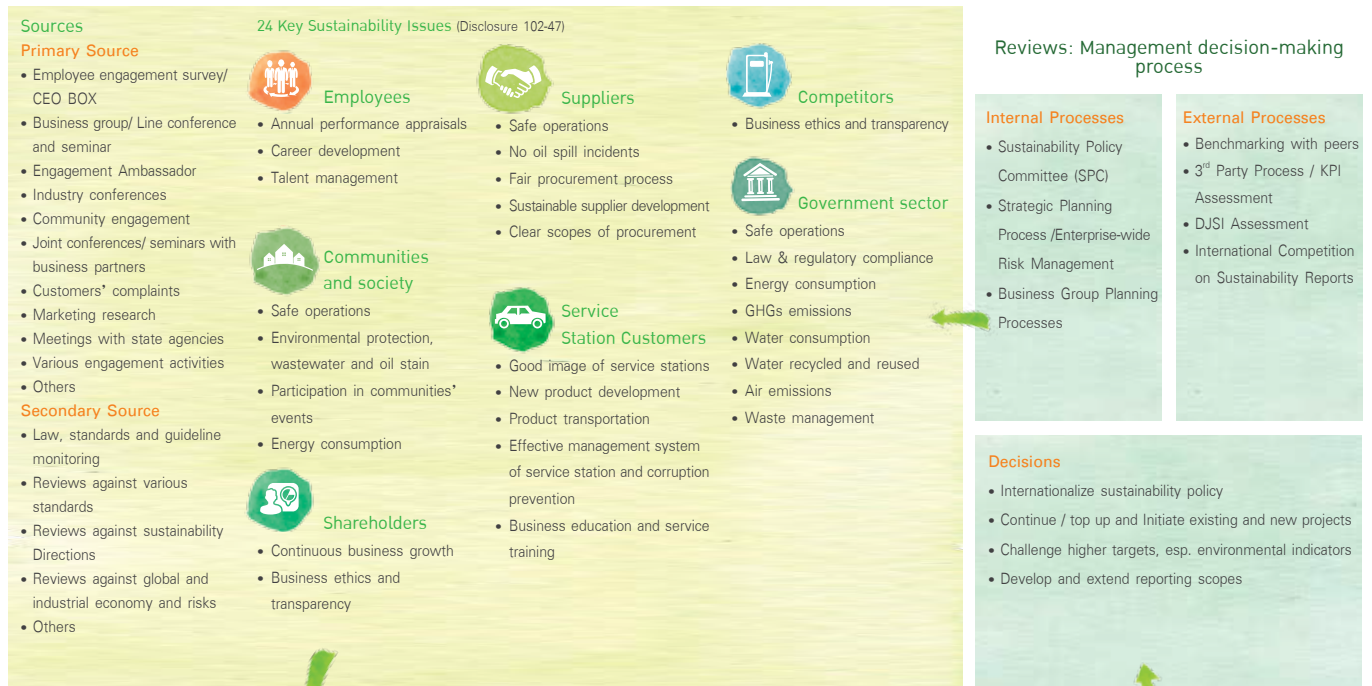 Sources
Primary Source
• Employee engagement survey/
CEO BOX
• Business group/ Line conference
and seminar
• Engagement Ambassador
• Industry conferences
• Community engagement
• Joint conferences/ seminars with
business partners
• Customers' complaints
• Marketing research
• Meetings with state agencies
• Various engagement activities
• Others
Secondary Source
• Law, standards and guideline
monitoring
• Reviews against various
standards
• Reviews against sustainability
Directions
• Reviews against global and
industrial economy and risks
• Others
24 Key Sustainability Issues (Disclosure 102-47)
Employees
• Annual performance appraisals
• Career development
• Talent management
Communities
and society
• Safe operations
• Environmental protection,
wastewater and oil stain
• Participation in communities'
events
• Energy consumption
Shareholders
• Continuous business growth
• Business ethics and
transparency
Suppliers
• Safe operations
• No oil spill incidents
• Fair procurement process
• Sustainable supplier development
• Clear scopes of procurement
Service
Station Customers
• Good image of service stations
• New product development
• Product transportation
• Effective management system
of service station and corruption
prevention
• Business education and service
training
Competitors
• Business ethics and transparency
Government sector
• Safe operations
• Law & regulatory compliance
• Energy consumption
• GHGs emissions
• Water consumption
• Water recycled and reused
• Air emissions
• Waste management
Reviews: Management decision-making
process
Internal Processes
• Sustainability Policy
Committee (SPC)
• Strategic Planning
Process /Enterprise-wide
Risk Management
• Business Group Planning
Processes
External Processes
• Benchmarking with peers
• 3rd Party Process / KPI
Assessment
• DJSI Assessment
• International Competition
on Sustainability Reports
Decisions
• Internationalize sustainability policy
• Continue / top up and Initiate existing and new projects
• Challenge higher targets, esp. environmental indicators
• Develop and extend reporting scopes